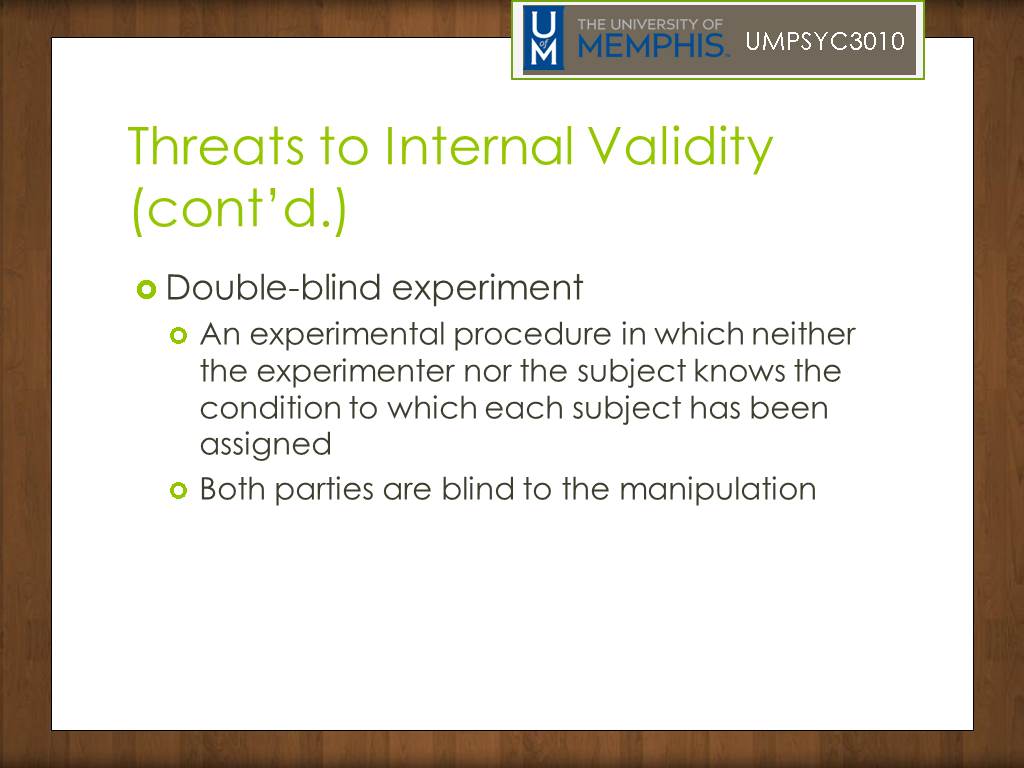 U
of
M
THE UNIVERSITY OF
MEMPHIS™
UMPSYC3010
Threats to Internal Validity
(cont’d.)
Double-blind experiment
An experimental procedure in which neither
the experimenter nor the subject knows the
condition to which each subject has been
assigned
Both parties are blind to the manipulation